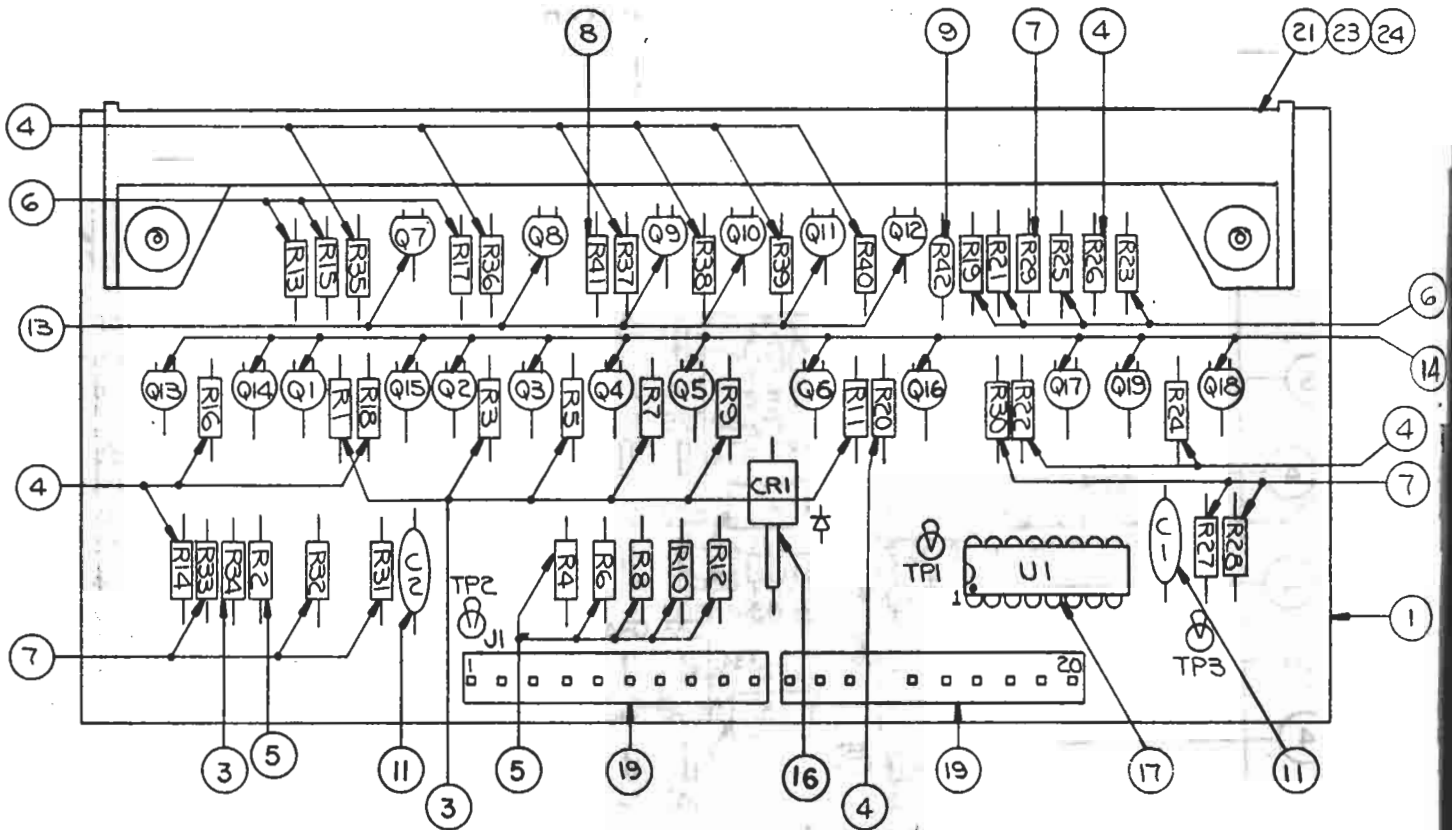 8 9 7 4 21 23 24
4
6
Q7 Q8 Q9 Q10 Q11 Q12
R13 R15 R35 R17 R36 R41 R37 R38 R39 R40 R42 R19 R21 R29 R25 R26 R23
13 6
14
Q13 Q14 Q1 Q15 Q2 Q3 Q4 Q5 Q6 Q16 Q17 Q19 Q18
R16 R1 R18 R3 R5 R7 R9 R11 R20 R30 R22 R24
4 4
7
CR1
R14 R33 R34 R2 R32 R31 C2 R4 R6 R8 R10 R12 TP1 U1 C1 R27 R28
TP2 1
J1 1
7 1
TP3
1 20
3 5 11 5 19 16 19 17 11
3 4